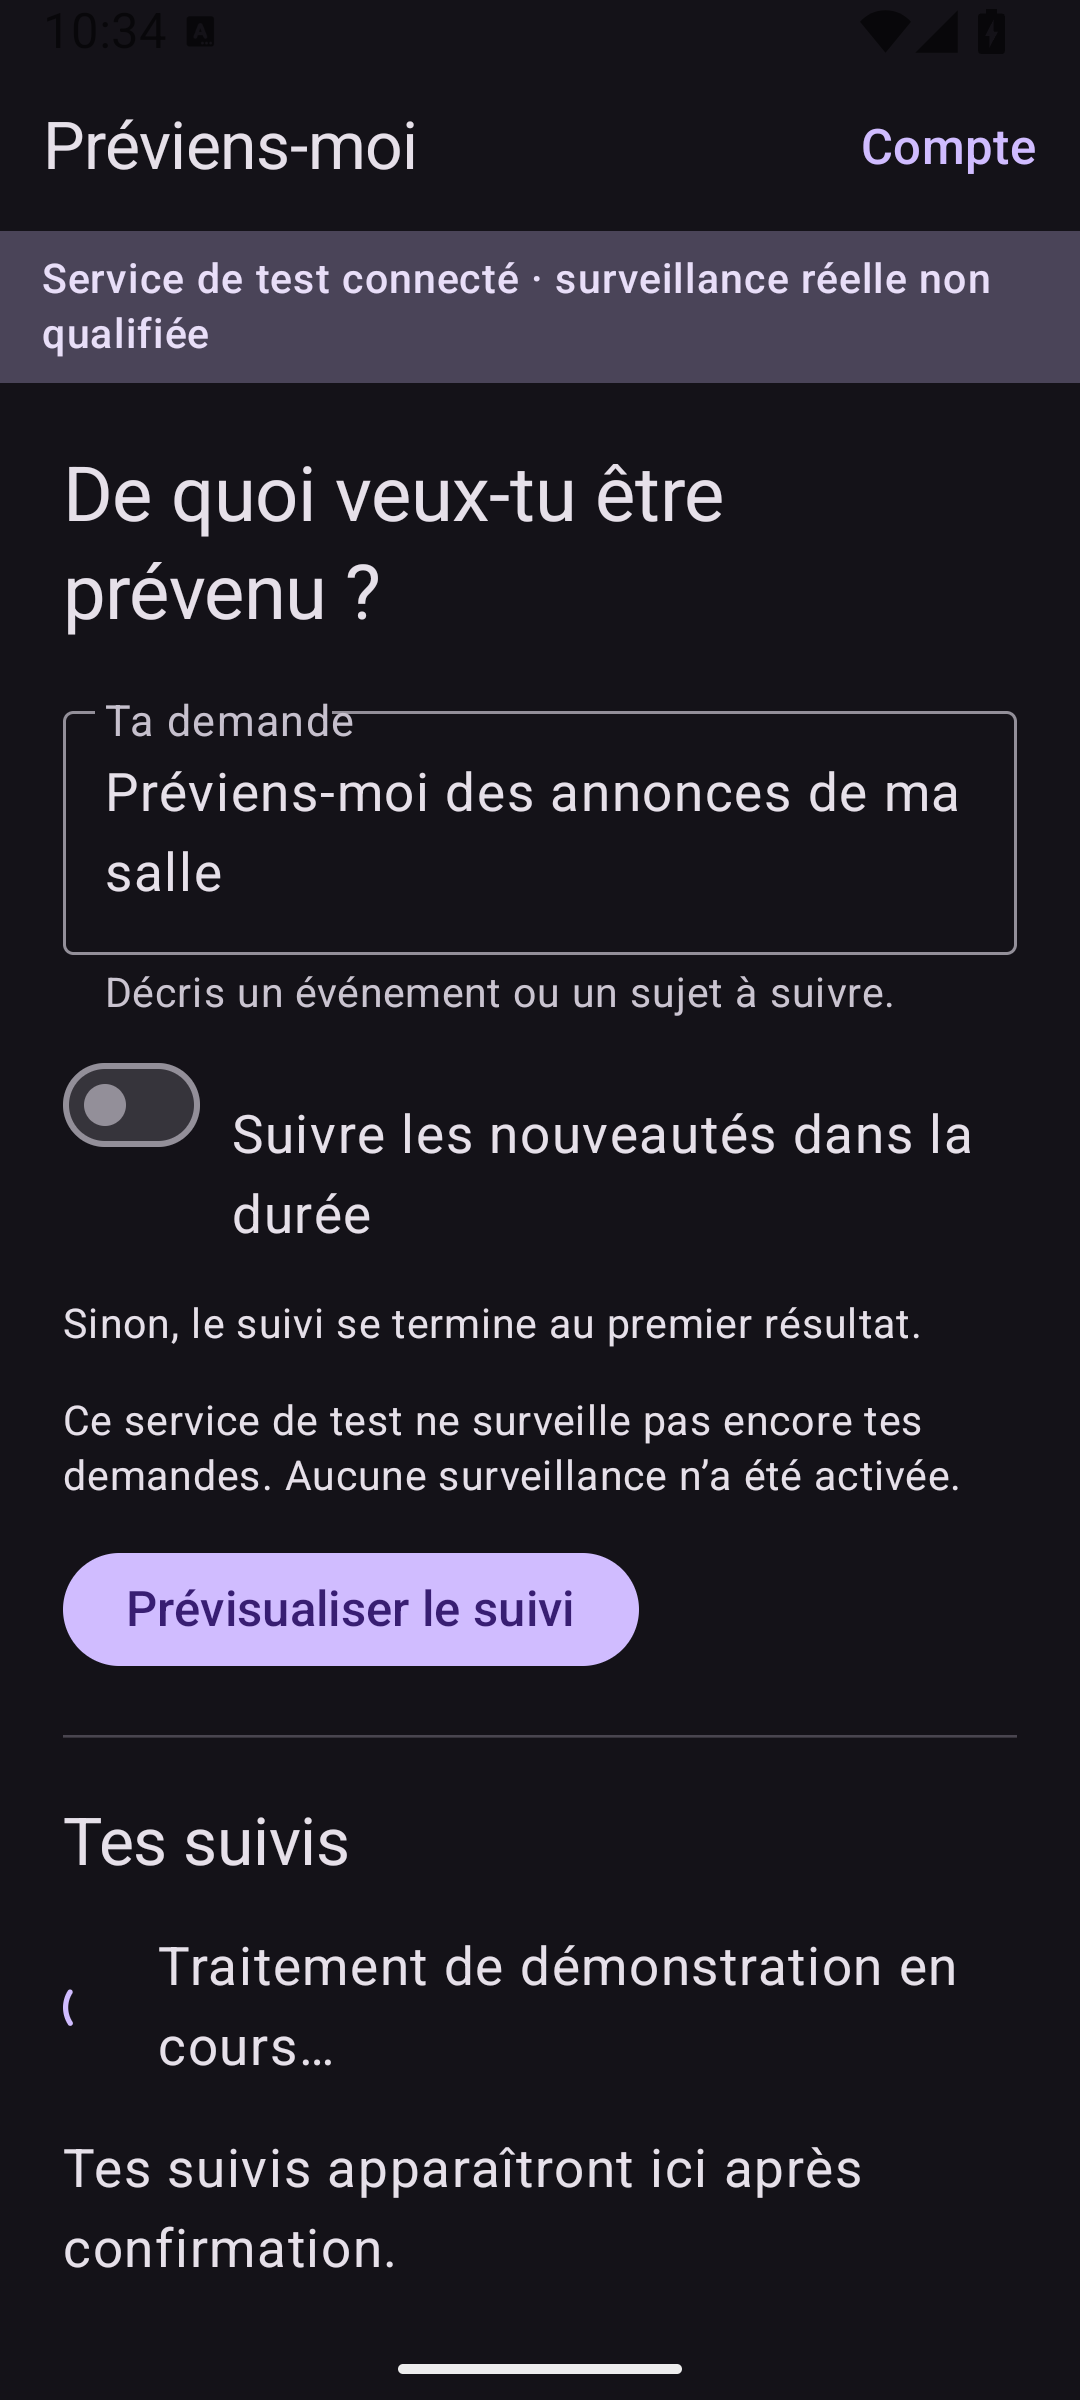 10:34
Préviens-moi
Compte
Service de test connecté · surveillance réelle non
qualifiée
De quoi veux-tu être
prévenu ?
Ta demande
Préviens-moi des annonces de ma
salle
Décris un événement ou un sujet à suivre.
Suivre les nouveautés dans la
durée
Sinon, le suivi se termine au premier résultat.
Ce service de test ne surveille pas encore tes
demandes. Aucune surveillance n’a été activée.
Prévisualiser le suivi
Tes suivis
Traitement de démonstration en
cours…
Tes suivis apparaîtront ici après
confirmation.